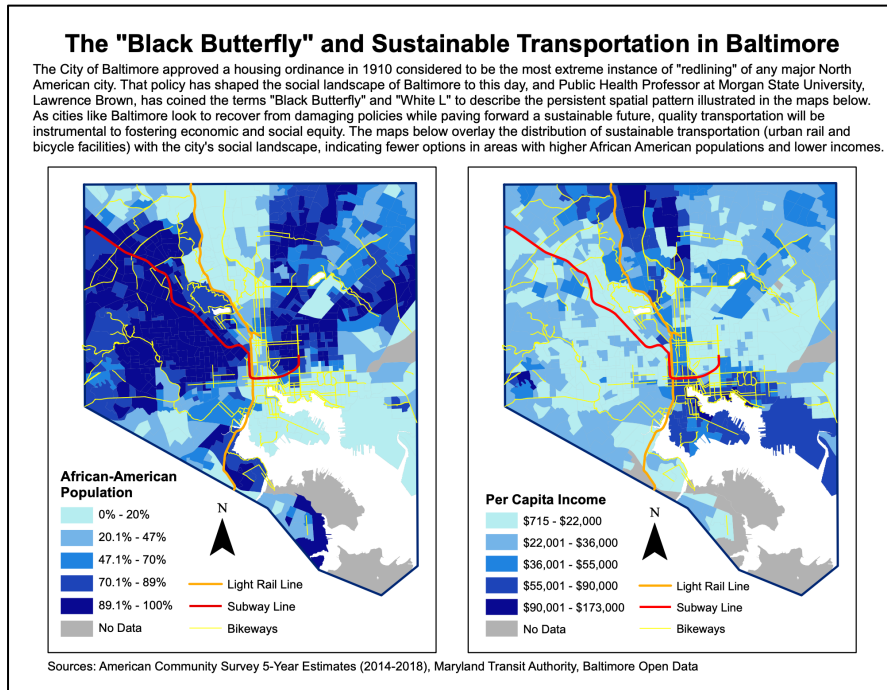 The "Black Butterfly" and Sustainable Transportation in Baltimore
The City of Baltimore approved a housing ordinance in 1910 considered to be the most extreme instance of "redlining" of any major North
American city. That policy has shaped the social landscape of Baltimore to this day, and Public Health Professor at Morgan State University,
Lawrence Brown, has coined the terms "Black Butterfly" and "White L" to describe the persistent spatial pattern illustrated in the maps below.
As cities like Baltimore look to recover from damaging policies while paving forward a sustainable future, quality transportation will be
instrumental to fostering economic and social equity. The maps below overlay the distribution of sustainable transportation (urban rail and
bicycle facilities) with the city's social landscape, indicating fewer options in areas with higher African American populations and lower incomes.
African-American
Population
0% - 20%
20.1% - 47%
47.1% - 70%
70.1% - 89%
89.1% - 100%
No Data
N
Light Rail Line
Subway Line
Bikeways
Per Capita Income
$715 - $22,000
$22,001 - $36,000
$36,001 - $55,000
$55,001 - $90,000
$90,001 - $173,000
No Data
N
Light Rail Line
Subway Line
Bikeways
Sources: American Community Survey 5-Year Estimates (2014-2018), Maryland Transit Authority, Baltimore Open Data